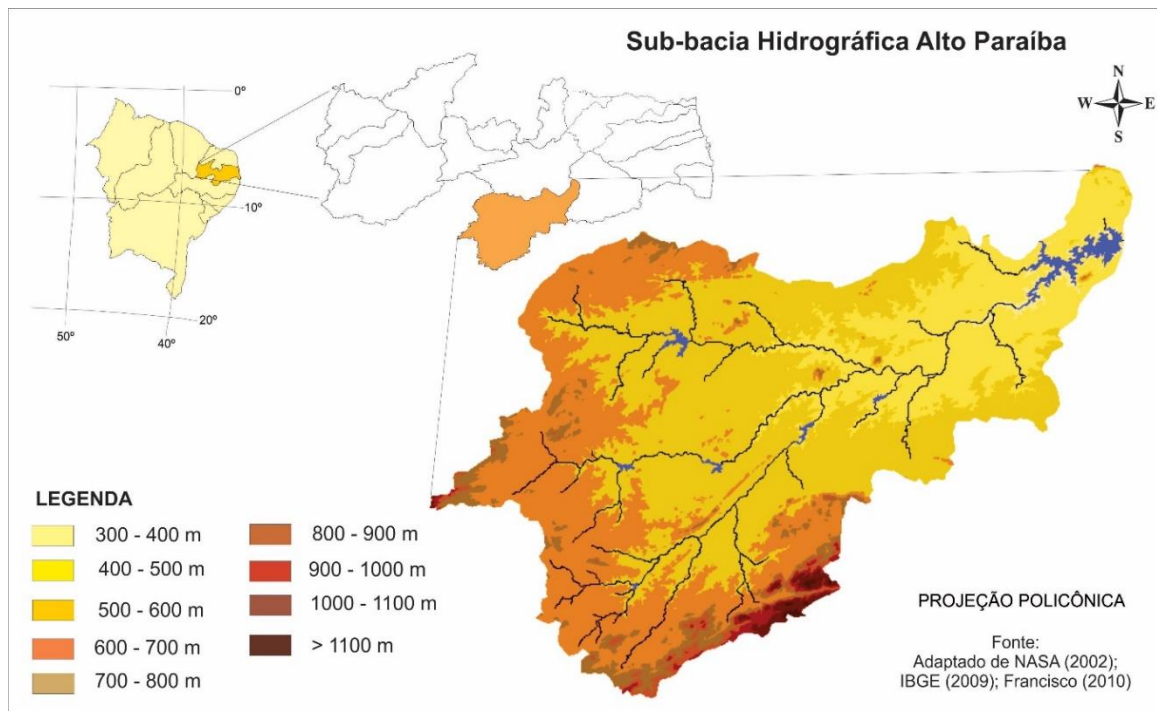 Sub-bacia Hidrográfica Alto Paraíba
N
W E
S
0º
10º
20º
50º
40º
LEGENDA
300 - 400 m
400 - 500 m
500 - 600 m
600 - 700 m
700 - 800 m
800 - 900 m
900 - 1000 m
1000 - 1100 m
> 1100 m
PROJEÇÃO POLICÔNICA
Fonte:
Adaptado de NASA (2002);
IBGE (2009); Francisco (2010)